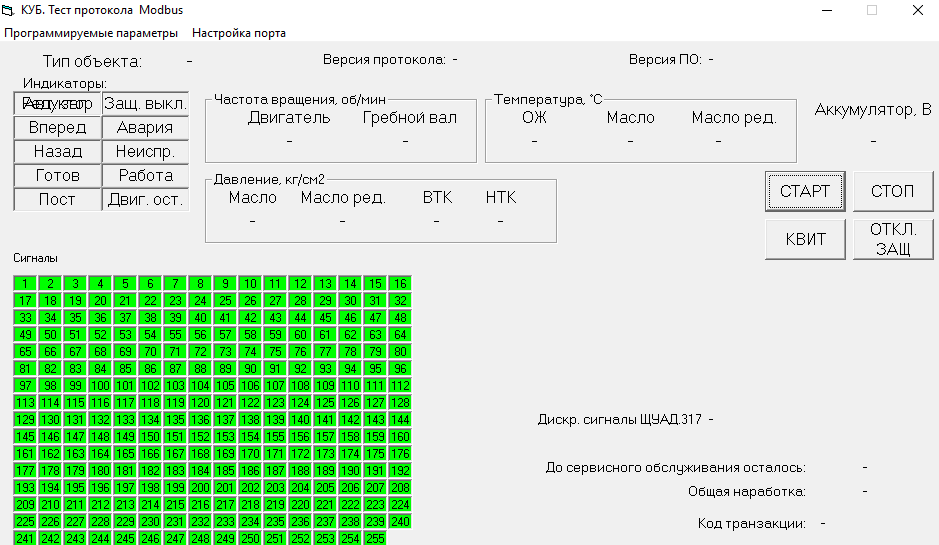 КУБ. Тест протокола Modbus
Программируемые параметры Настройка порта
Тип объекта: - Версия протокола: - Версия ПО: -
Индикаторы:
Защ. выкл.
Вперед Авария
Назад Неиспр.
Готов Работа
Пост Двиг. ост.
Частота вращения, об/мин
Двигатель Гребной вал
- -
Температура, °С
ОЖ Масло Масло ред.
- - -
Аккумулятор, В
-
Давление, кг/см2
Масло Масло ред. ВТК НТК
- - - -
СТАРТ СТОП
КВИТ ОТКЛ.
ЗАЩ
Сигналы
1 2 3 4 5 6 7 8 9 10 11 12 13 14 15 16
17 18 19 20 21 22 23 24 25 26 27 28 29 30 31 32
33 34 35 36 37 38 39 40 41 42 43 44 45 46 47 48
49 50 51 52 53 54 55 56 57 58 59 60 61 62 63 64
65 66 67 68 69 70 71 72 73 74 75 76 77 78 79 80
81 82 83 84 85 86 87 88 89 90 91 92 93 94 95 96
97 98 99 100 101 102 103 104 105 106 107 108 109 110 111 112
113 114 115 116 117 118 119 120 121 122 123 124 125 126 127 128
129 130 131 132 133 134 135 136 137 138 139 140 141 142 143 144
145 146 147 148 149 150 151 152 153 154 155 156 157 158 159 160
161 162 163 164 165 166 167 168 169 170 171 172 173 174 175 176
177 178 179 180 181 182 183 184 185 186 187 188 189 190 191 192
193 194 195 196 197 198 199 200 201 202 203 204 205 206 207 208
209 210 211 212 213 214 215 216 217 218 219 220 221 222 223 224
225 226 227 228 229 230 231 232 233 234 235 236 237 238 239 240
241 242 243 244 245 246 247 248 249 250 251 252 253 254 255
Дискр. сигналы ЩУАД.317 -
До сервисного обслуживания осталось: -
Общая наработка: -
Код транзакции: -